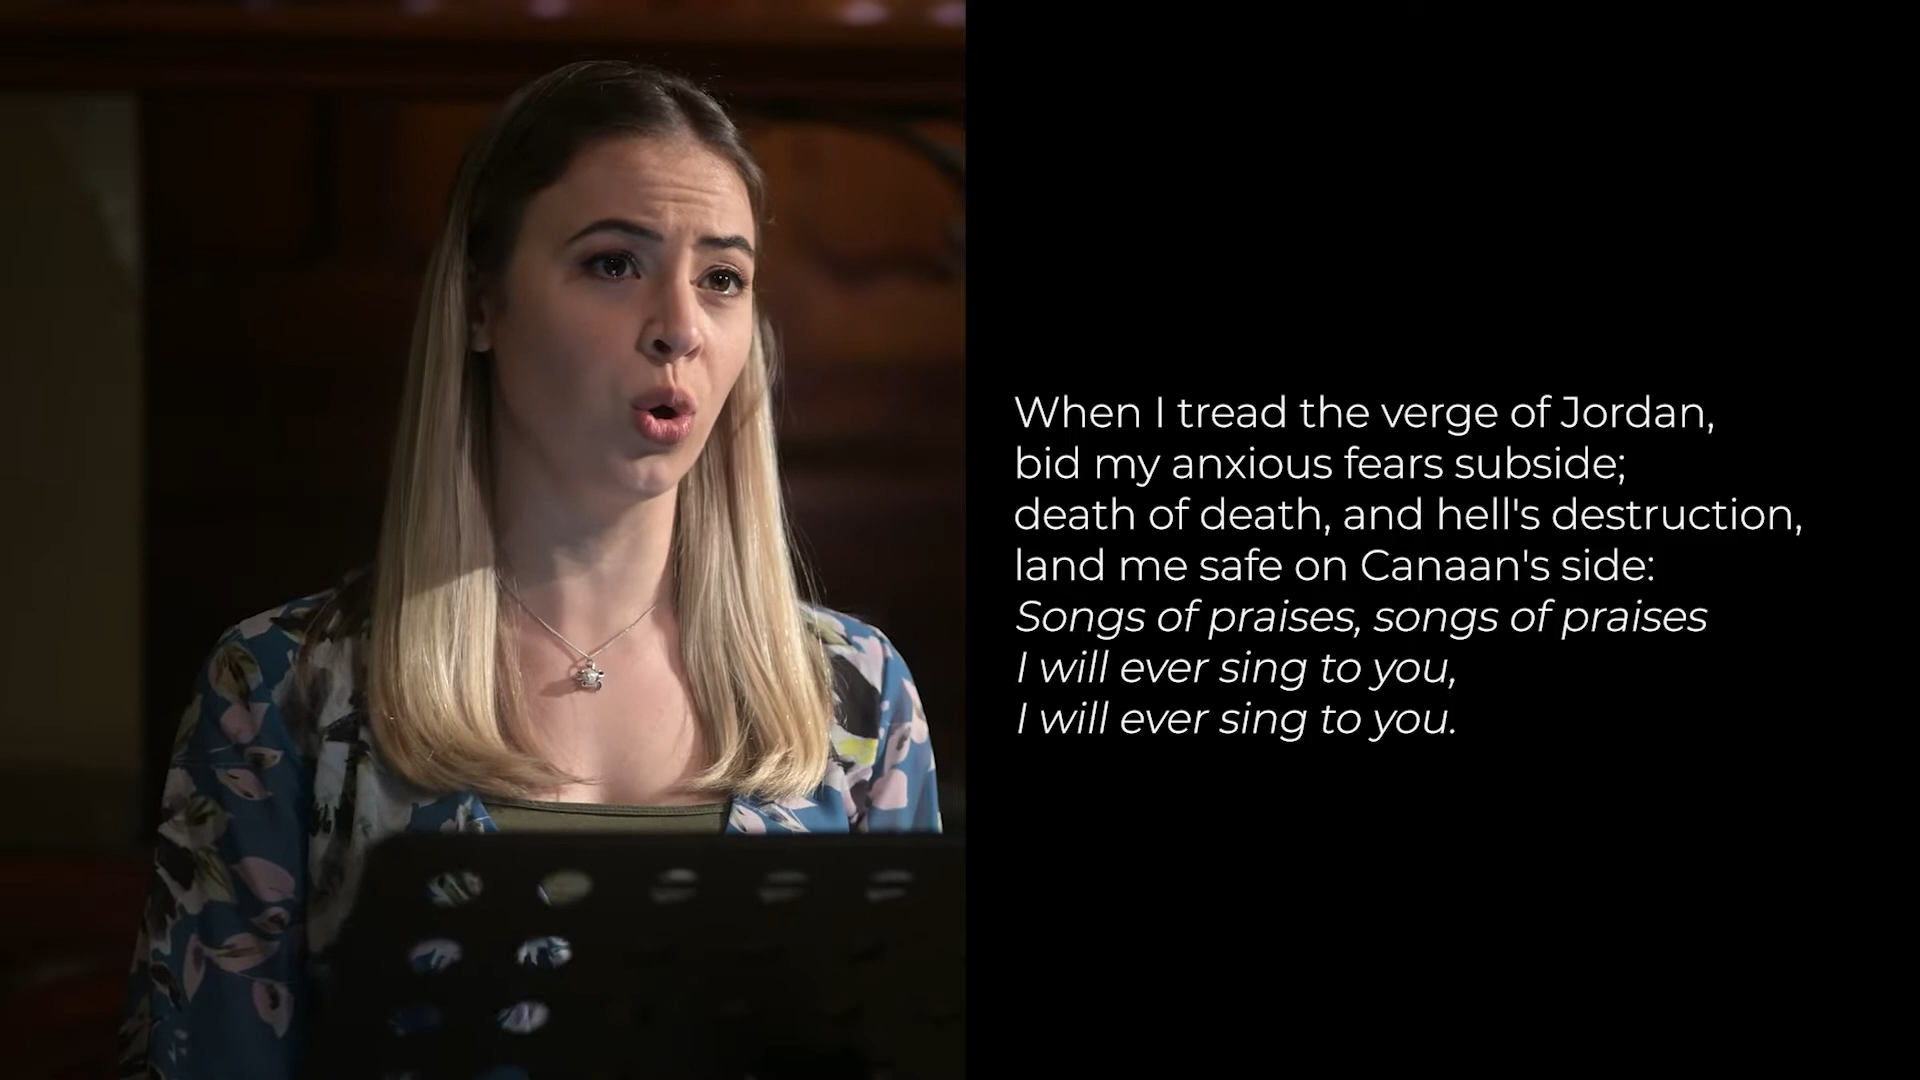 When I tread the verge of Jordan,
bid my anxious fears subside;
death of death, and hell's destruction,
land me safe on Canaan's side:
Songs of praises, songs of praises
I will ever sing to you,
I will ever sing to you.